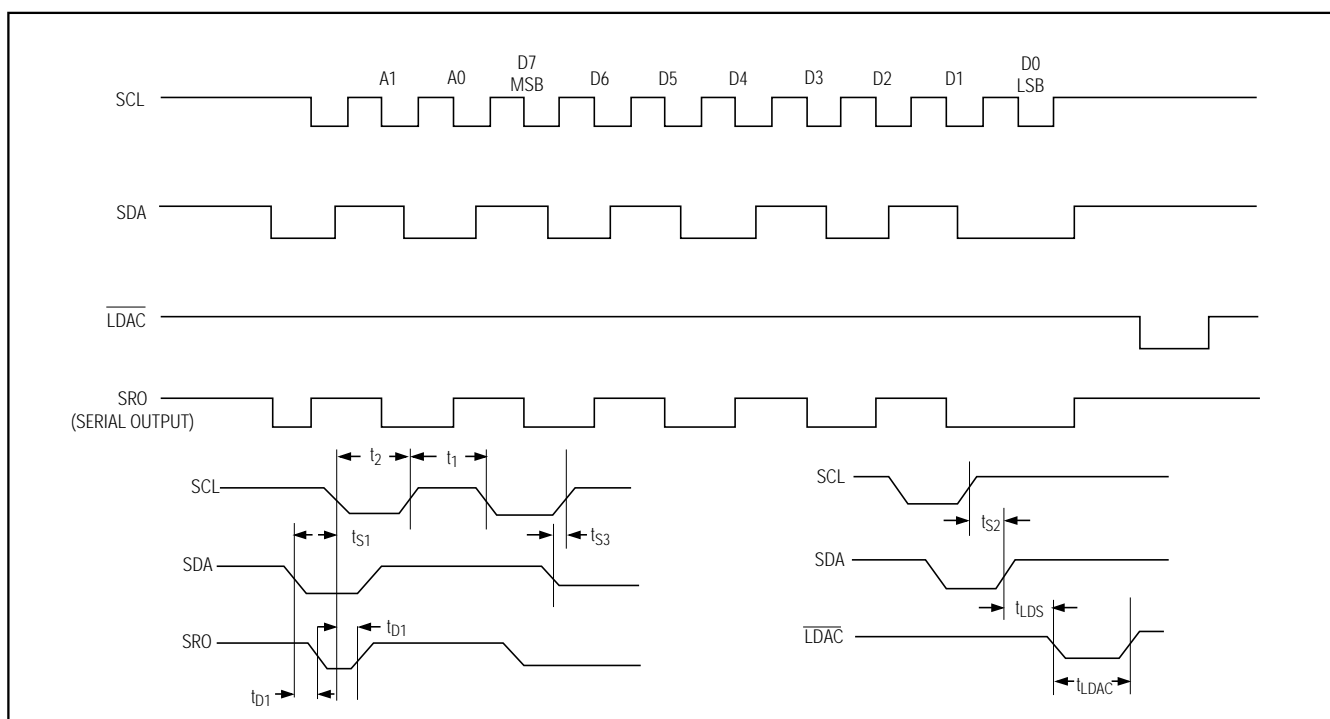 A1 A0 D7 D6 D5 D4 D3 D2 D1 D0
MSB LSB
SCL
SDA
LDAC
SRO
(SERIAL OUTPUT)
t2 t1
SCL
tS1
tS3
SDA
tD1
SRO
tD1
SCL
tS2
SDA
tLDS
LDAC
tLDAC